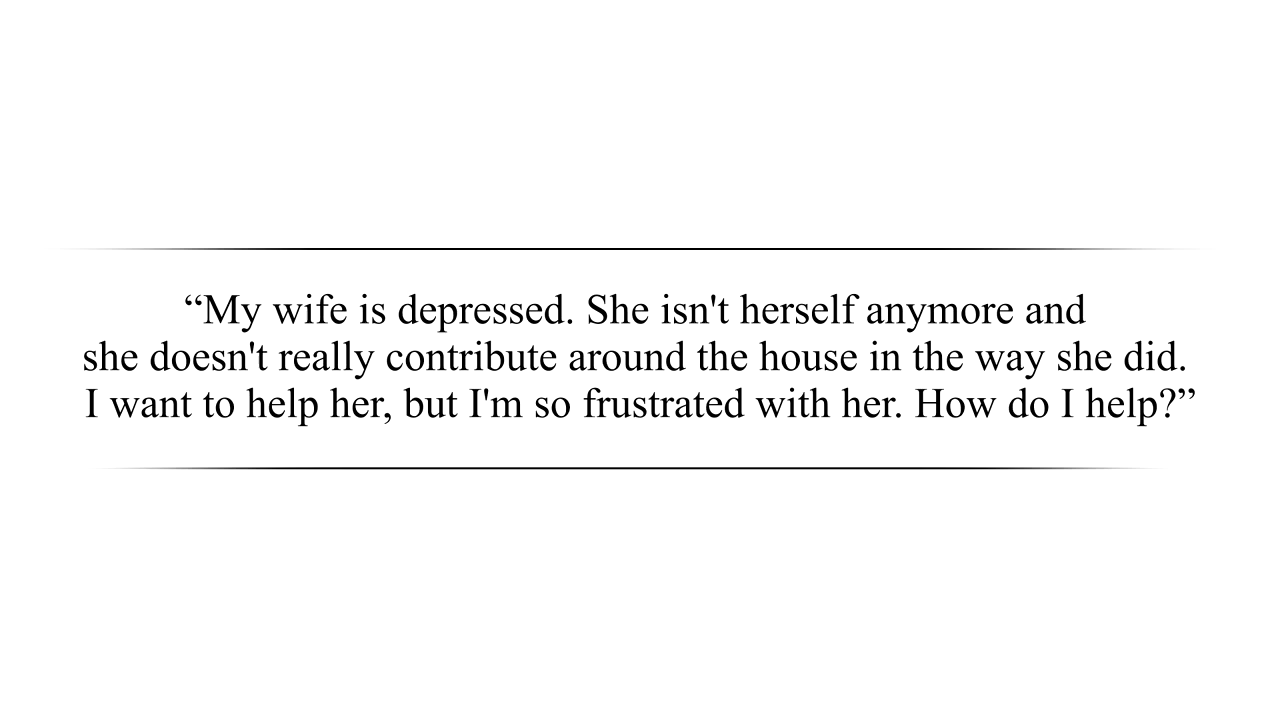 “My wife is depressed. She isn't herself anymore and
she doesn't really contribute around the house in the way she did.
I want to help her, but I'm so frustrated with her. How do I help?”